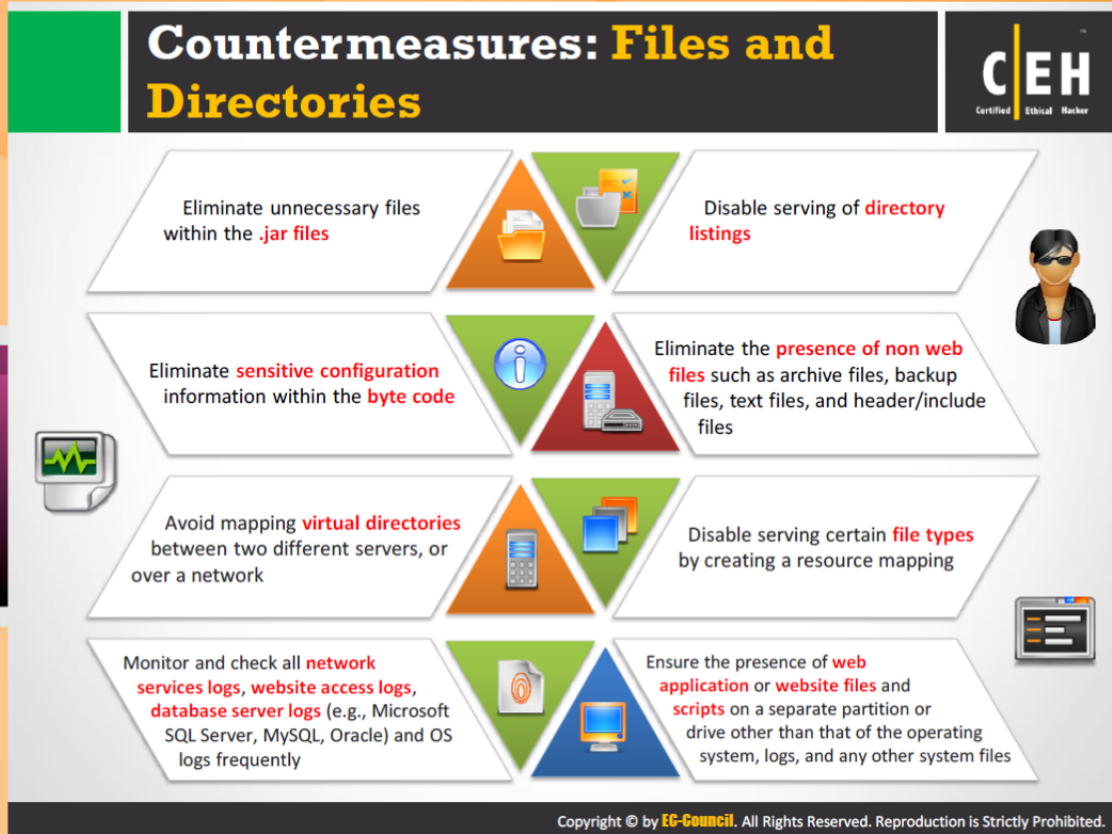 Countermeasures: Files and
Directories
C|EH
Certified Ethical Hacker
Eliminate unnecessary files
within the .jar files
Disable serving of directory
listings
Eliminate sensitive configuration
information within the byte code
Eliminate the presence of non web
files such as archive files, backup
files, text files, and header/include
files
Avoid mapping virtual directories
between two different servers, or
over a network
Disable serving certain file types
by creating a resource mapping
Monitor and check all network
services logs, website access logs,
database server logs (e.g., Microsoft
SQL Server, MySQL, Oracle) and OS
logs frequently
Ensure the presence of web
application or website files and
scripts on a separate partition or
drive other than that of the operating
system, logs, and any other system files
Copyright © by EC-Council. All Rights Reserved. Reproduction is Strictly Prohibited.